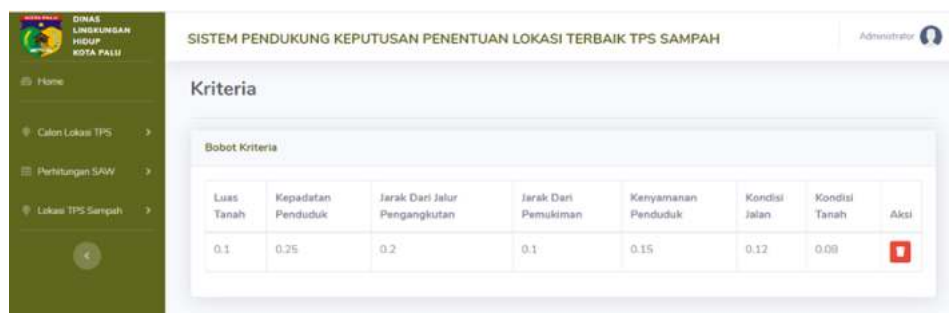 KOTA PALU
DINAS
LINGKUNGAN
HIDUP
KOTA PALU
SISTEM PENDUKUNG KEPUTUSAN PENENTUAN LOKASI TERBAIK TPS SAMPAH
Administrator
Home
Calon Lokasi TPS
Perhitungan SAW
Lokasi TPS Sampah
Kriteria
Bobot Kriteria
Luas Tanah Kepadatan Penduduk Jarak Dari Jalur Pengangkutan Jarak Dari Pemukiman Kenyamanan Penduduk Kondisi Jalan Kondisi Tanah Aksi
0.1 0.25 0.2 0.1 0.15 0.12 0.08